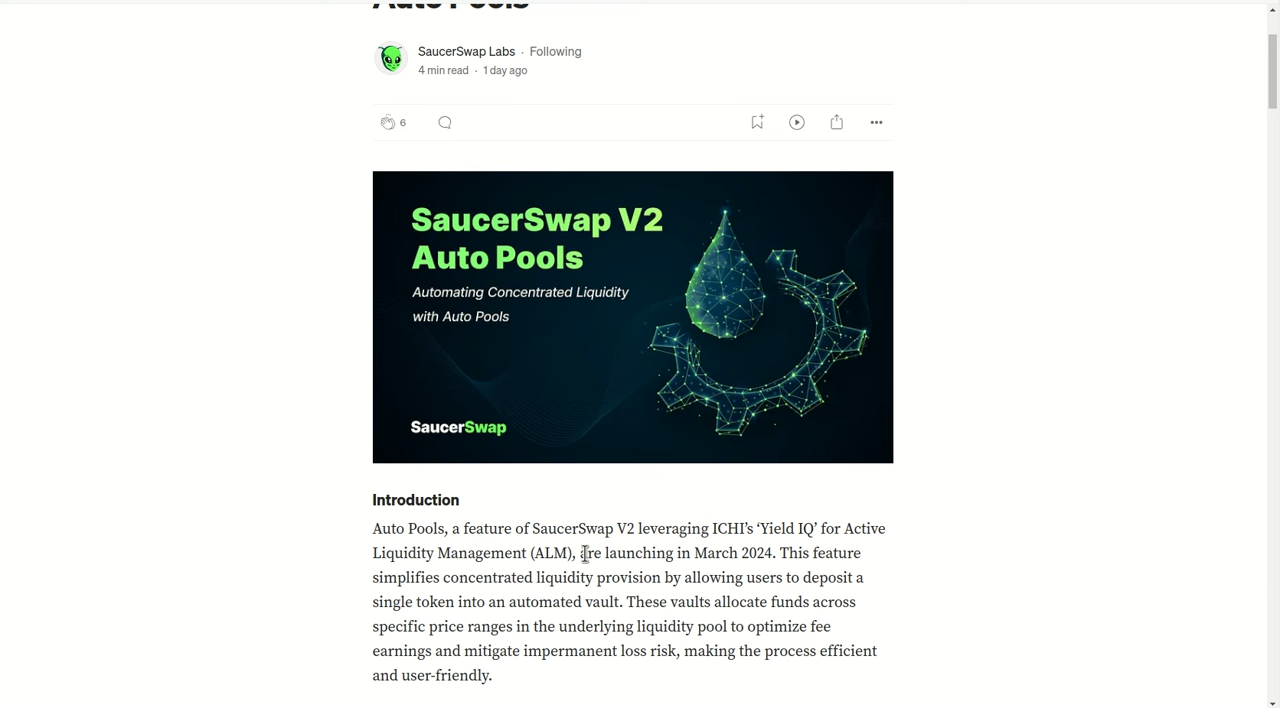 Auto Pools
SaucerSwap Labs · Following
4 min read · 1 day ago
6
SaucerSwap V2
Auto Pools
Automating Concentrated Liquidity
with Auto Pools
SaucerSwap
Introduction
Auto Pools, a feature of SaucerSwap V2 leveraging ICHI’s ‘Yield IQ’ for Active
Liquidity Management (ALM), are launching in March 2024. This feature
simplifies concentrated liquidity provision by allowing users to deposit a
single token into an automated vault. These vaults allocate funds across
specific price ranges in the underlying liquidity pool to optimize fee
earnings and mitigate impermanent loss risk, making the process efficient
and user-friendly.